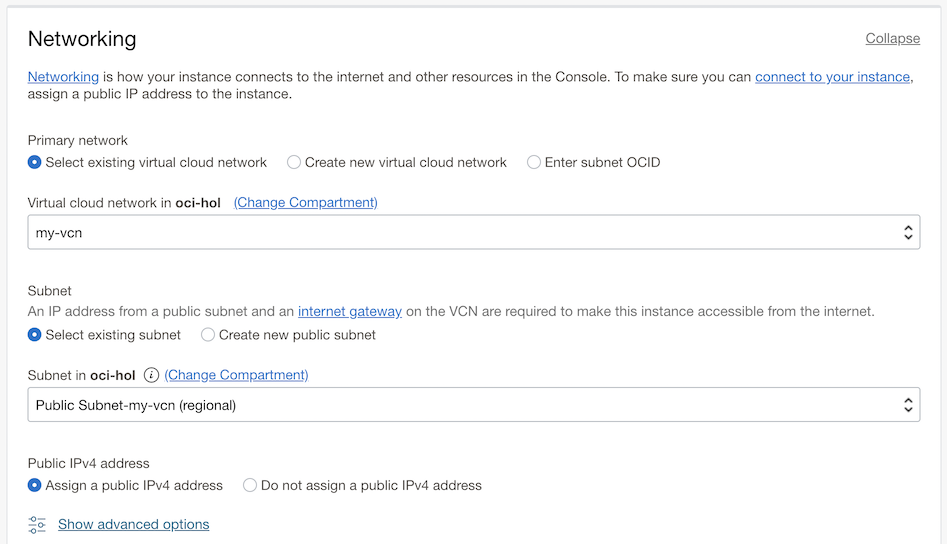 Networking
Collapse
Networking is how your instance connects to the internet and other resources in the Console. To make sure you can connect to your instance,
assign a public IP address to the instance.
Primary network
Select existing virtual cloud network Create new virtual cloud network Enter subnet OCID
Virtual cloud network in oci-hol (Change Compartment)
my-vcn
Subnet
An IP address from a public subnet and an internet gateway on the VCN are required to make this instance accessible from the internet.
Select existing subnet Create new public subnet
Subnet in oci-hol i (Change Compartment)
Public Subnet-my-vcn (regional)
Public IPv4 address
Assign a public IPv4 address Do not assign a public IPv4 address
Show advanced options